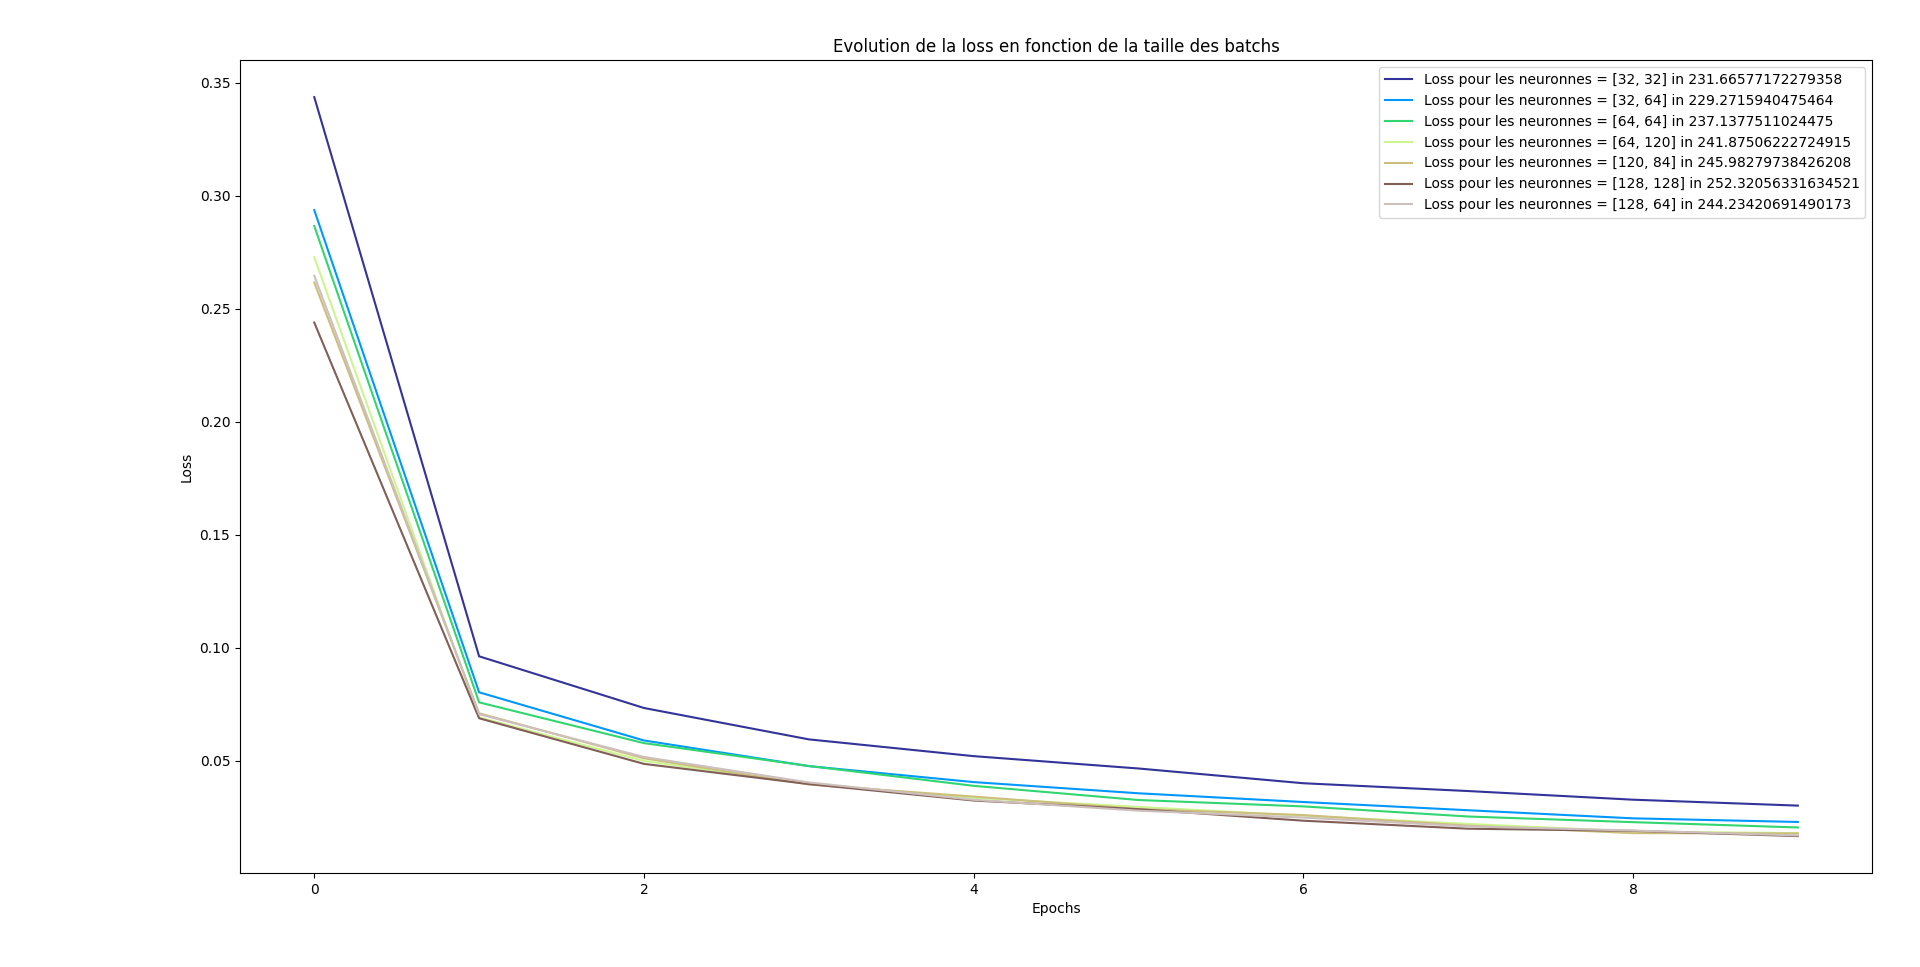 Evolution de la loss en fonction de la taille des batchs
Loss pour les neuronnes = [32, 32] in 231.66577172279358
Loss pour les neuronnes = [32, 64] in 229.2715940475464
Loss pour les neuronnes = [64, 64] in 237.1377511024475
Loss pour les neuronnes = [64, 120] in 241.87506222724915
Loss pour les neuronnes = [120, 84] in 245.98279738426208
Loss pour les neuronnes = [128, 128] in 252.32056331634521
Loss pour les neuronnes = [128, 64] in 244.23420691490173
0.35
0.30
0.25
0.20
0.15
0.10
0.05
Loss
0 2 4 6 8
Epochs